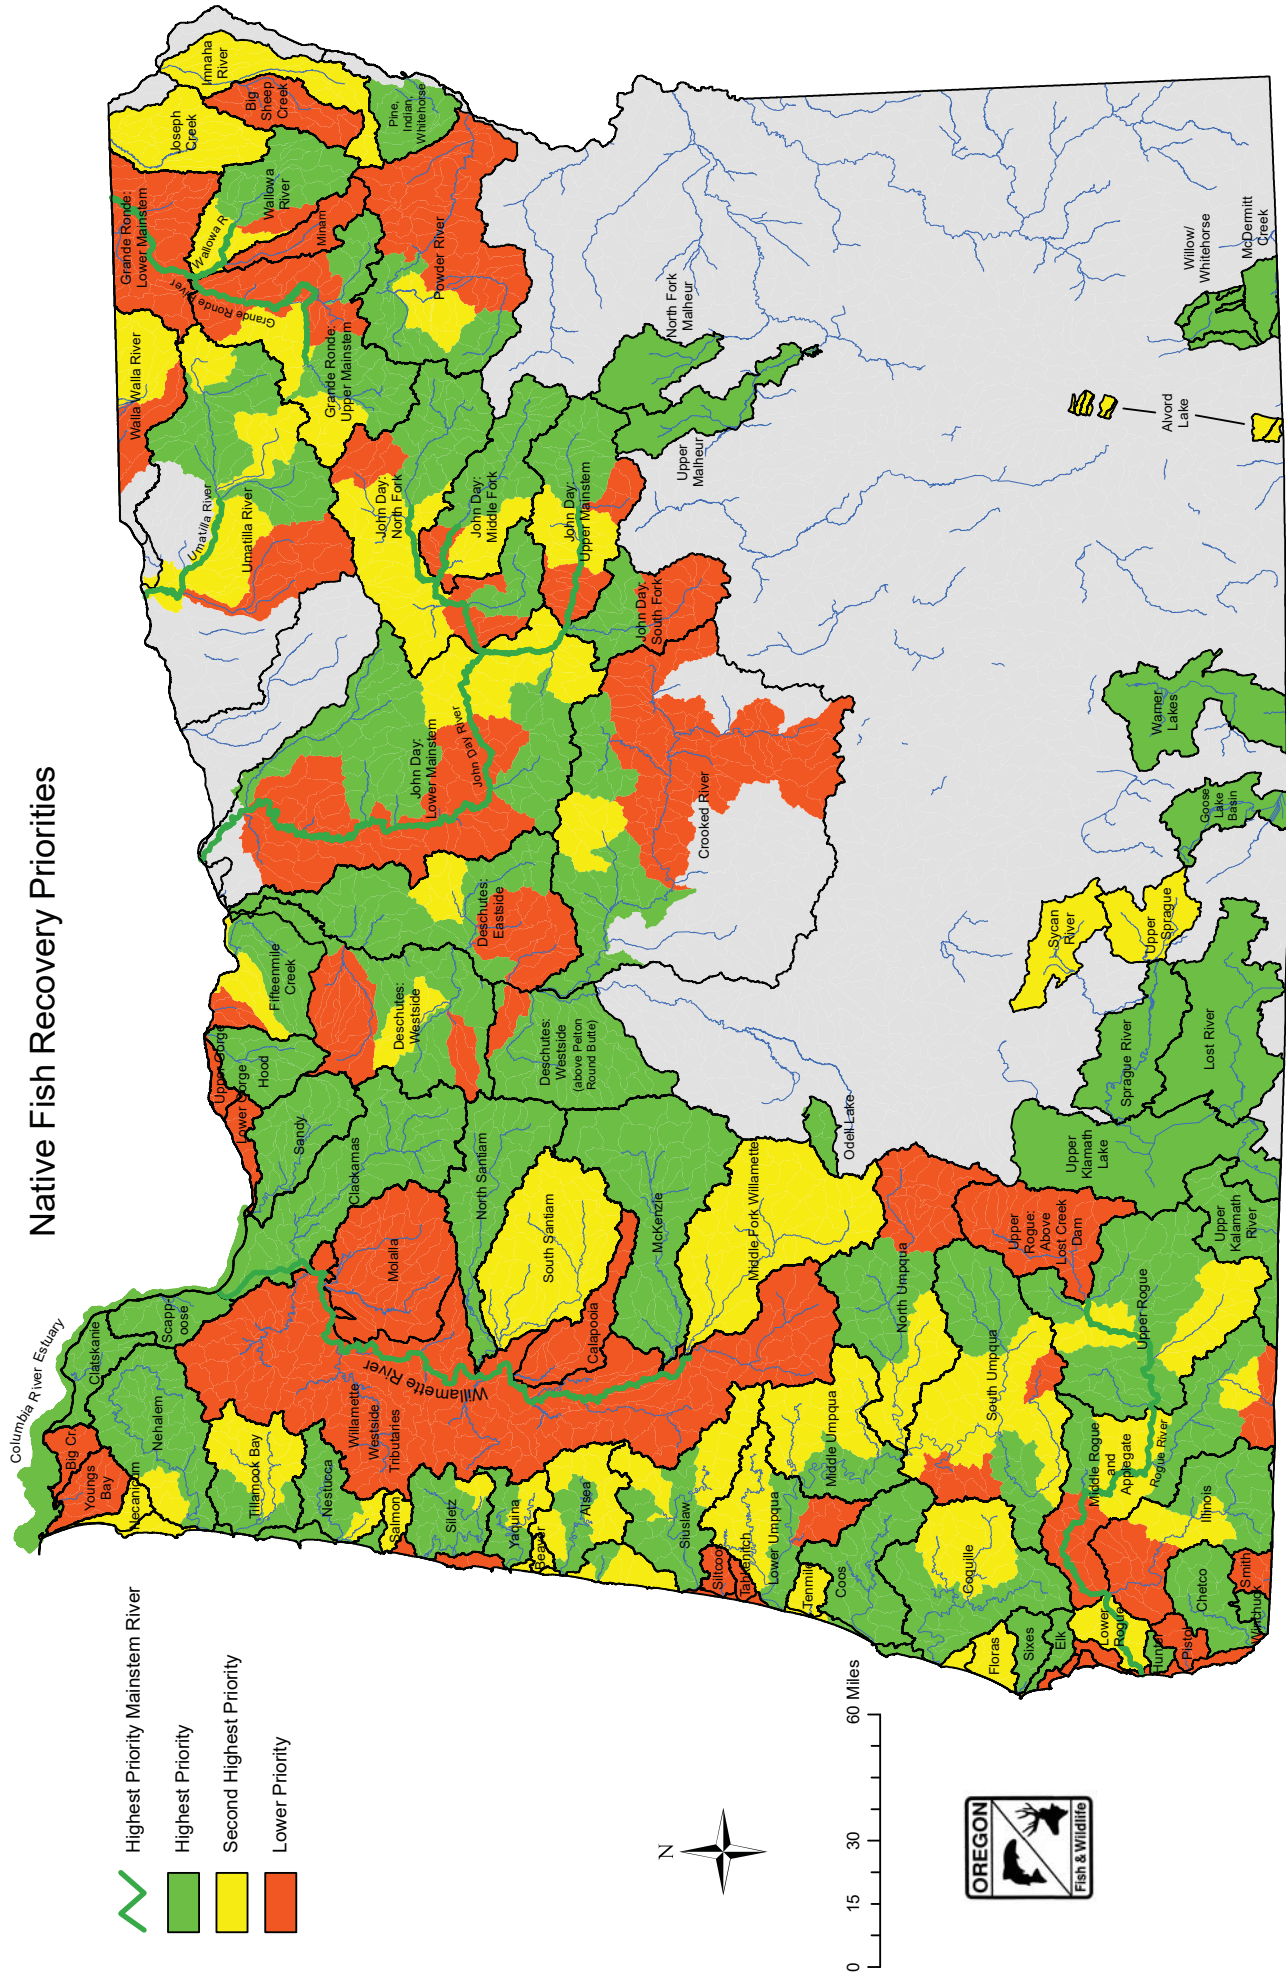 Native Fish Recovery Priorities
Highest Priority Mainstem River
Highest Priority
Second Highest Priority
Lower Priority
N
0
15
30
60 Miles
OREGON
Fish & Wildlife
Columbia River Estuary
Youngs
Bay
Big Cr.
Clatskanie
Scapp-
oose
Necanicum
Nehalem
Tillamook Bay
Nestucca
Salmon
Siletz
Yaquina
Beaver
Alsea
Siuslaw
Siltcoos
Tahkenitch
Lower Umpqua
Tenmile
Coos
Coquille
Floras
Sixes
Elk
Lower
Rogue
Hunter
Pistol
Chetco
Winchuck
Smith
Illinois
Middle Rogue
and
Applegate
Rogue River
Upper Rogue
Upper
Rogue:
Above
Lost Creek
Dam
South Umpqua
North Umpqua
Middle Umpqua
Willamette
Westside
Tributaries
Willamette River
Molalla
Calapooia
South Santiam
North Santiam
McKenzie
Middle Fork Willamette
Clackamas
Sandy
Lower Gorge
Upper Gorge
Hood
Fifteenmile
Creek
Deschutes:
Westside
Deschutes:
Westside
(above Pelton
Round Butte)
Deschutes:
Eastside
Crooked River
Odell Lake
Upper
Klamath
Lake
Upper
Kalamath
River
Sprague River
Lost River
Sycan
River
Upper
Sprague
Goose
Lake
Basin
Warner
Lakes
Alvord
Lake
Willow/
Whitehorse
McDermitt
Creek
North Fork
Malheur
Upper
Malheur
John Day:
Lower Mainstem
John Day River
John Day:
North Fork
John Day:
Middle Fork
John Day:
Upper Mainstem
John Day:
South Fork
Umatilla River
Umatilla River
Walla Walla River
Grande Ronde:
Lower Mainstem
Grande Ronde River
Grande Ronde:
Upper Mainstem
Wallowa R
Wallowa
River
Minam
Joseph
Creek
Big
Sheep
Creek
Imnaha
River
Pine,
Indian,
Whitehorse
Powder River